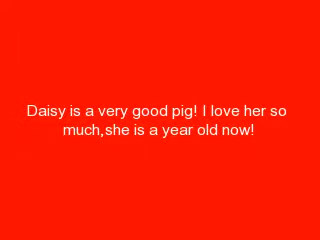 Daisy is a very good pig! I love her so
much,she is a year old now!